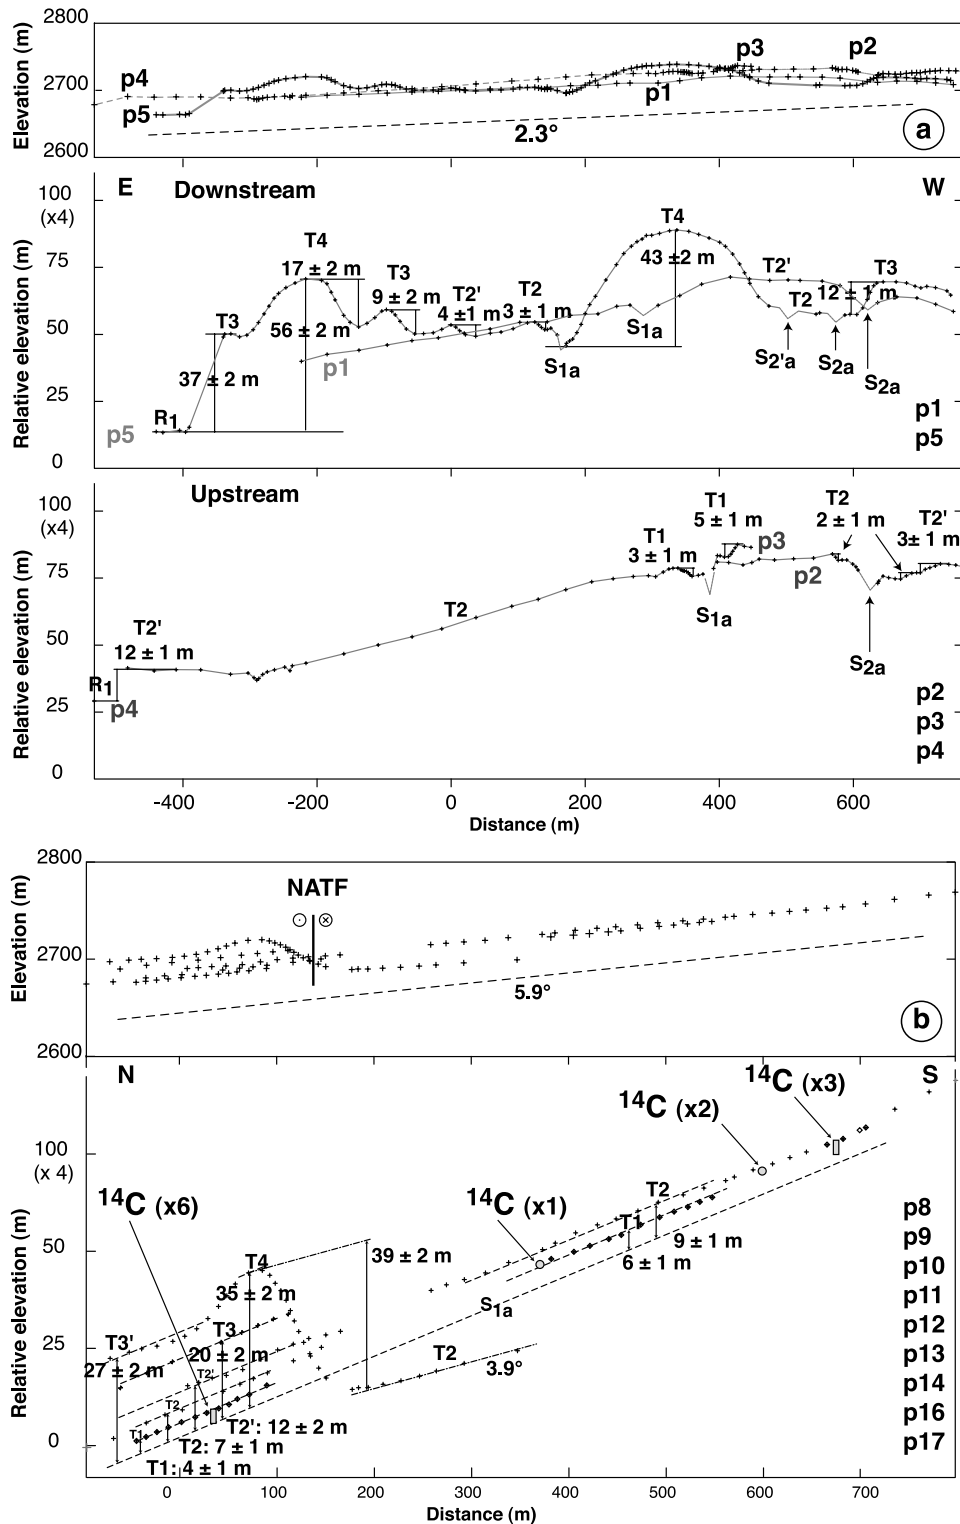 Elevation (m)
2800
2700
2600
p4
p5
p1
p3
p2
2.3°
a
Relative elevation (m)
100
(x4)
75
50
25
0
E
Downstream
W
T4
17 ± 2 m
T3
9 ± 2 m
T2'
4 ±1 m
T2
3 ± 1 m
T4
43 ±2 m
T2'
T3
T2
12 ± 1 m
T3
56 ± 2 m
37 ± 2 m
R1
p1
p5
S1a
S1a
S2'a
S2a
S2a
p1
p5
Relative elevation (m)
100
(x4)
75
50
25
0
Upstream
T1
5 ± 1 m
T1
3 ± 1 m
p3
p2
T2
2 ± 1 m
T2'
3± 1 m
T2
S1a
S2a
T2'
12 ± 1 m
R1
p4
p2
p3
p4
-400
-200
0
200
400
600
Distance (m)
Elevation (m)
2800
2700
2600
NATF
5.9°
b
Relative elevation (m)
100
(x 4)
50
25
0
N
S
14C (x3)
14C (x2)
14C (x1)
14C (x6)
T2
T1
9 ± 1 m
6 ± 1 m
S1a
39 ± 2 m
T4
35 ± 2 m
T3
20 ± 2 m
T3'
27 ± 2 m
T2'
T2
T1
T2
3.9°
T2': 12 ± 2 m
T2: 7 ± 1 m
T1: 4 ± 1 m
p8
p9
p10
p11
p12
p13
p14
p16
p17
0
100
200
300
400
500
600
700
Distance (m)